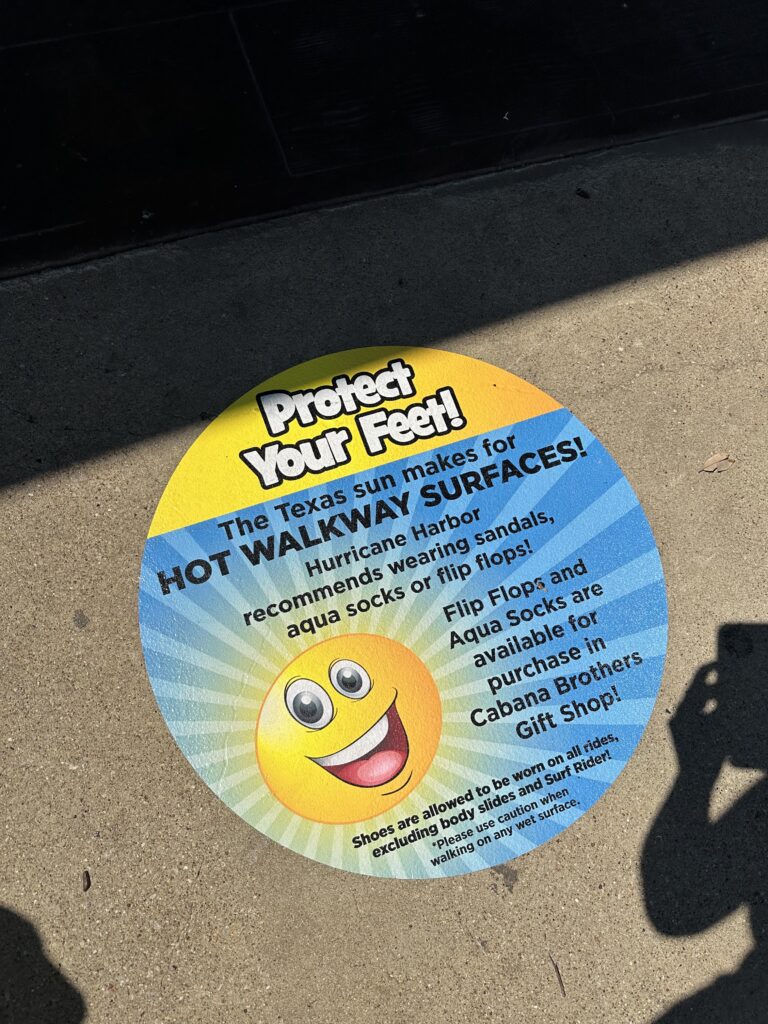 Protect
Your Feet!
The Texas sun makes for
HOT WALKWAY SURFACES!
Hurricane Harbor
recommends wearing sandals,
aqua socks or flip flops!
Flip Flops and
Aqua Socks are
available for
purchase in
Cabana Brothers
Gift Shop!
Shoes are allowed to be worn on all rides,
excluding body slides and Surf Rider!
*Please use caution when
walking on any wet surface.